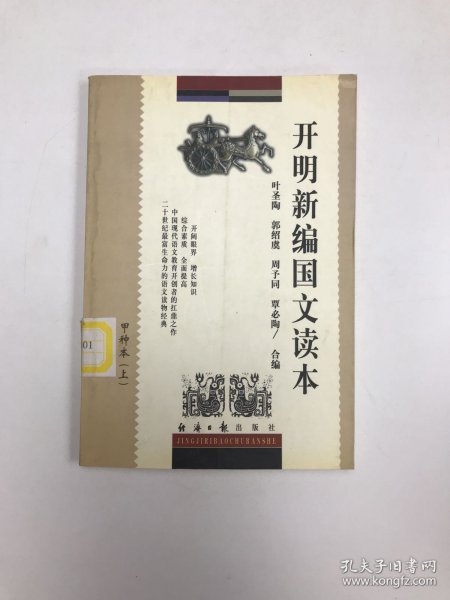 开明新编国文读本
叶圣陶 郭绍虞 周予同 覃必陶/合编
开阔眼界 增长知识
综合素质 全面提高
中国现代语文教育开创者的扛鼎之作
二十世纪最富生命力的语文读物经典
甲种本(上)
01
经济日报出版社
JINGJIRIBAOCHUBANSHE
孔夫子旧书网
www.kongfz.com